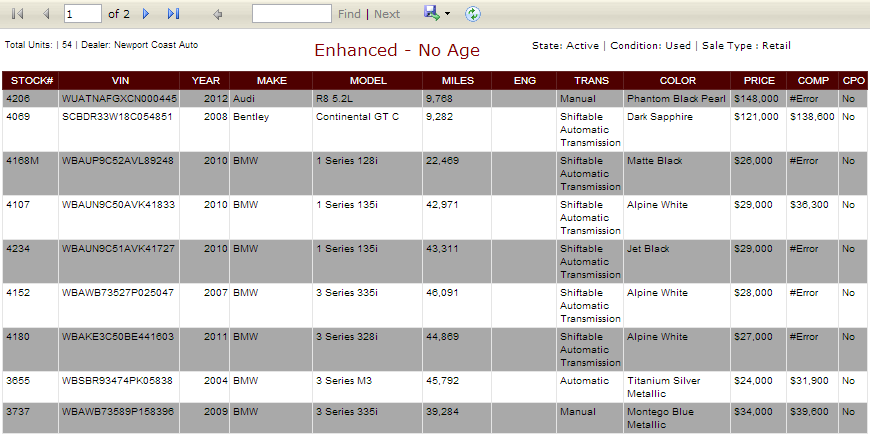 1 of 2 Find | Next
Total Units: | 54 | Dealer: Newport Coast Auto
Enhanced - No Age
State: Active | Condition: Used | Sale Type : Retail
STOCK# VIN YEAR MAKE MODEL MILES ENG TRANS COLOR PRICE COMP CPO
4206 WUATNAFGXCN000445 2012 Audi R8 5.2L 9,768 Manual Phantom Black Pearl $148,000 #Error No
4069 SCBDR33W18C054851 2008 Bentley Continental GT C 9,282 Shiftable Dark Sapphire $121,000 $138,600 No
Automatic
Transmission
4168M WBAUP9C52AVL89248 2010 BMW 1 Series 128i 22,469 Shiftable Matte Black $26,000 #Error No
Automatic
Transmission
4107 WBAUN9C50AVK41833 2010 BMW 1 Series 135i 42,971 Shiftable Alpine White $29,000 $36,300 No
Automatic
Transmission
4234 WBAUN9C51AVK41727 2010 BMW 1 Series 135i 43,311 Shiftable Jet Black $29,000 #Error No
Automatic
Transmission
4152 WBAWB73527P025047 2007 BMW 3 Series 335i 46,091 Shiftable Alpine White $28,000 #Error No
Automatic
Transmission
4180 WBAKE3C50BE441603 2011 BMW 3 Series 328i 44,869 Shiftable Alpine White $27,000 #Error No
Automatic
Transmission
3655 WBSBR93474PK05838 2004 BMW 3 Series M3 45,792 Automatic Titanium Silver $24,000 $31,900 No
Metallic
3737 WBAWB73589P158396 2009 BMW 3 Series 335i 39,284 Manual Montego Blue $34,000 $39,600 No
Metallic